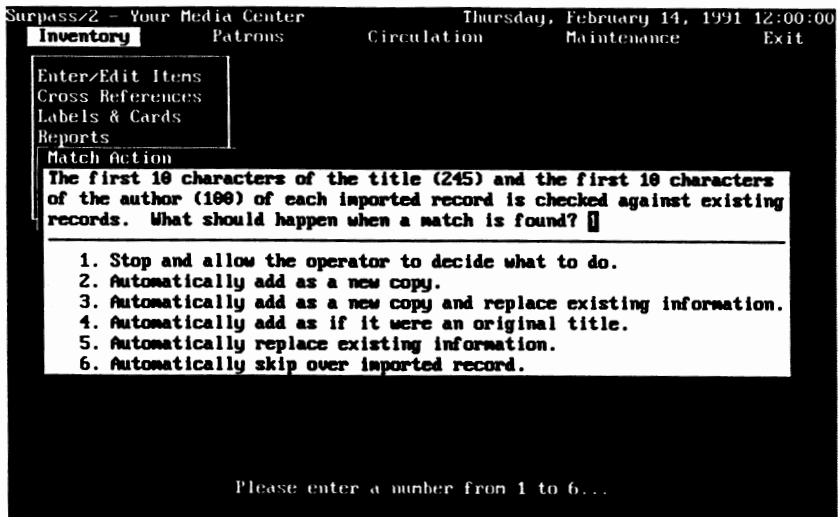 Surpass/2 - Your Media Center Thursday, February 14, 1991 12:00:00
Inventory Patrons Circulation Maintenance Exit
Enter/Edit Items
Cross References
Labels & Cards
Reports
Match Action
The first 10 characters of the title (245) and the first 10 characters
of the author (100) of each imported record is checked against existing
records. What should happen when a match is found? 1
1. Stop and allow the operator to decide what to do.
2. Automatically add as a new copy.
3. Automatically add as a new copy and replace existing information.
4. Automatically add as if it were an original title.
5. Automatically replace existing information.
6. Automatically skip over imported record.
Please enter a number from 1 to 6...